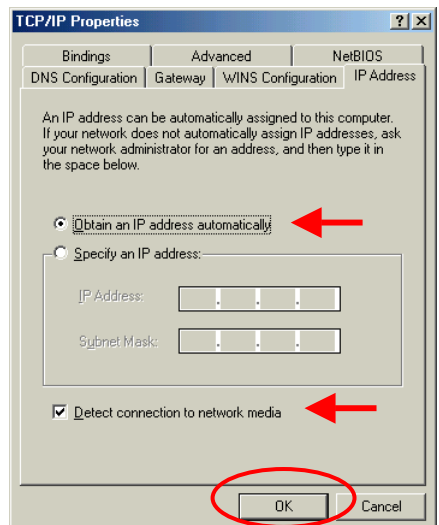 TCP/IP Properties
Bindings Advanced NetBIOS
DNS Configuration Gateway WINS Configuration IP Address
An IP address can be automatically assigned to this computer.
If your network does not automatically assign IP addresses, ask
your network administrator for an address, and then type it in
the space below.
Obtain an IP address automatically
Specify an IP address:
IP Address:
Subnet Mask:
Detect connection to network media
OK Cancel